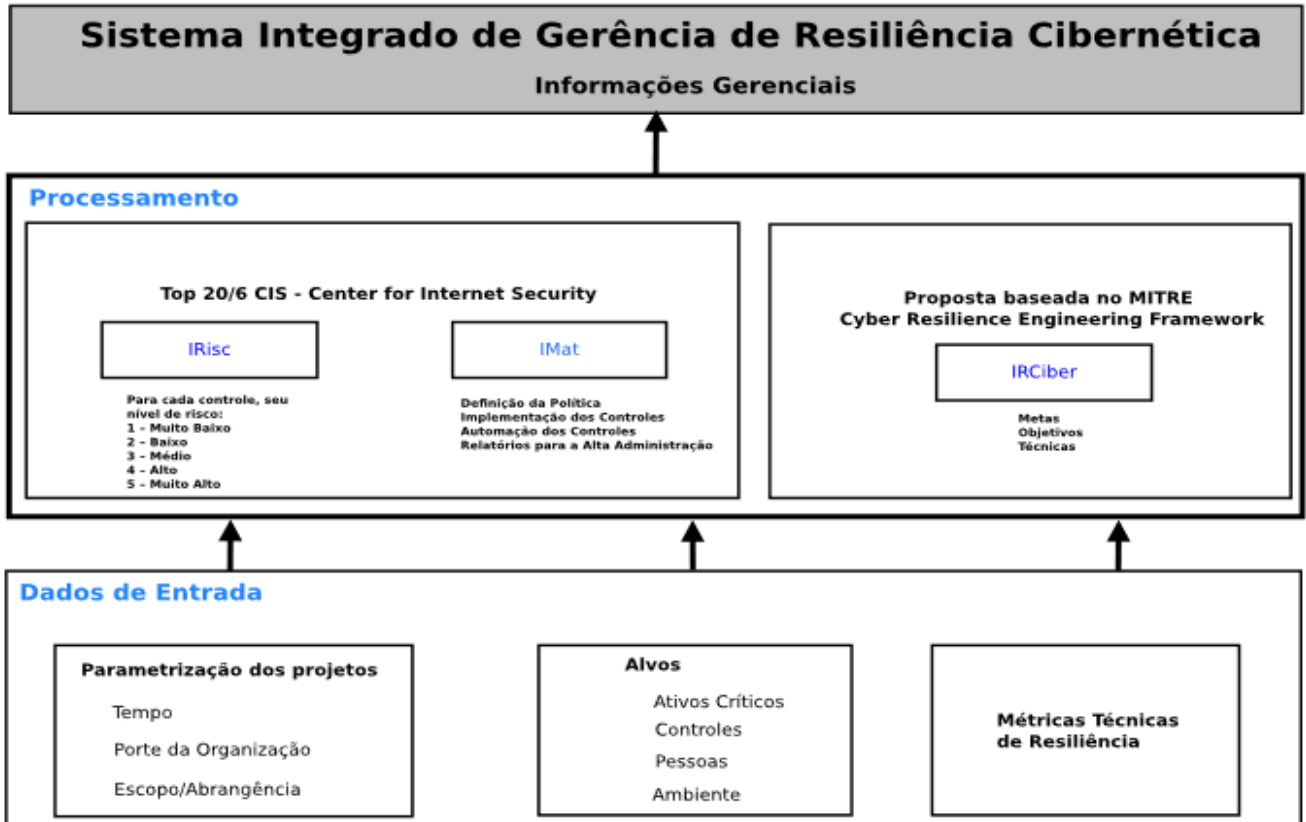 Sistema Integrado de Gerência de Resiliência Cibernética
Informações Gerenciais
Processamento
Top 20/6 CIS - Center for Internet Security
IRisc
Para cada controle, seu
nível de risco:
1 - Muito Baixo
2 - Baixo
3 - Médio
4 - Alto
5 - Muito Alto
IMat
Definição da Política
Implementação dos Controles
Automação dos Controles
Relatórios para a Alta Administração
Proposta baseada no MITRE
Cyber Resilience Engineering Framework
IRCiber
Metas
Objetivos
Técnicas
Dados de Entrada
Parametrização dos projetos
Tempo
Porte da Organização
Escopo/Abrangência
Alvos
Ativos Críticos
Controles
Pessoas
Ambiente
Métricas Técnicas
de Resiliência